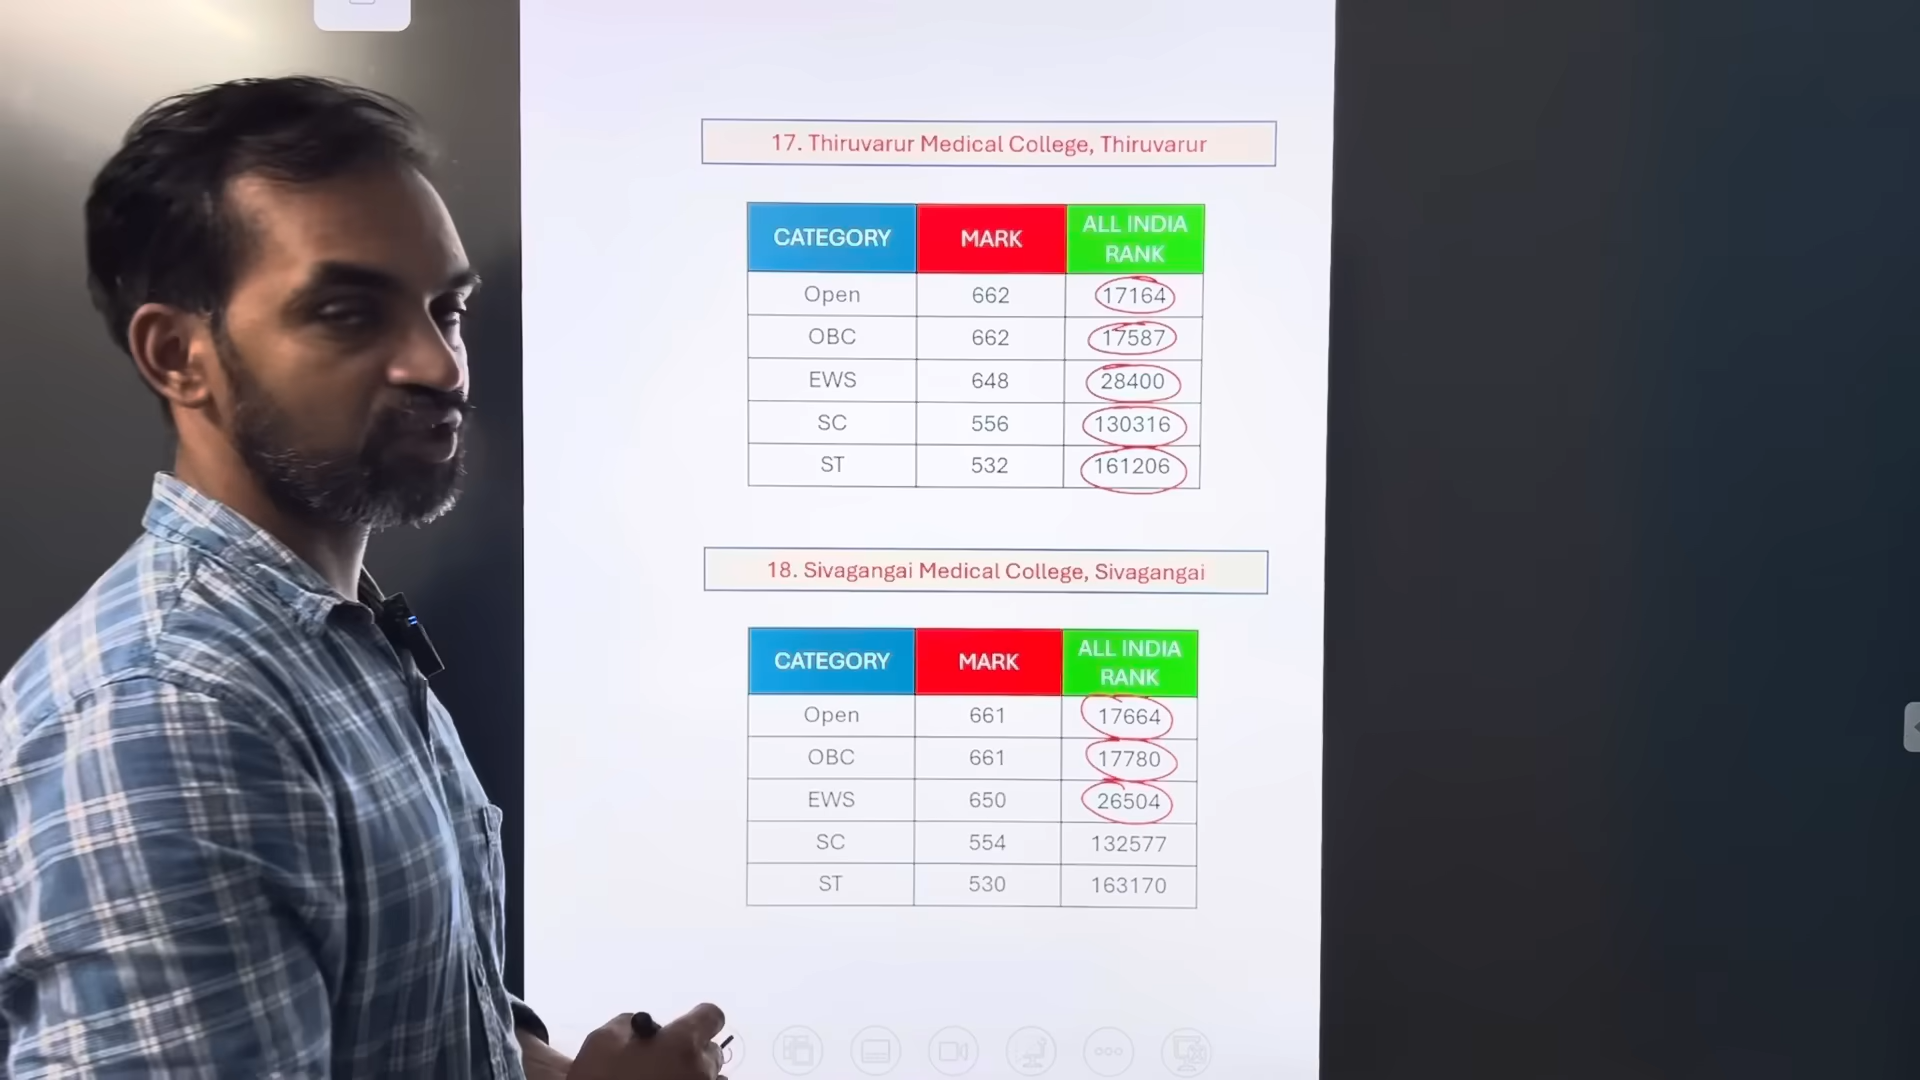 17. Thiruvarur Medical College, Thiruvarur
CATEGORY MARK ALL INDIA RANK
Open 662 17164
OBC 662 17587
EWS 648 28400
SC 556 130316
ST 532 161206
18. Sivagangai Medical College, Sivagangai
CATEGORY MARK ALL INDIA RANK
Open 661 17664
OBC 661 17780
EWS 650 26504
SC 554 132577
ST 530 163170